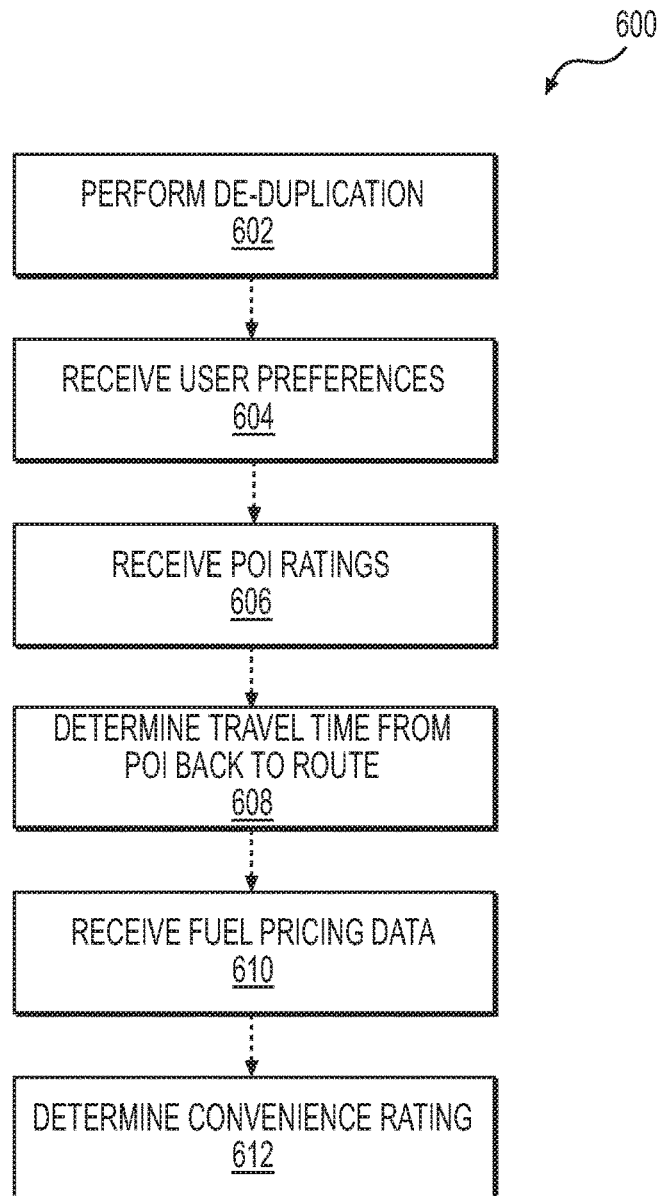 600
PERFORM DE-DUPLICATION
602
RECEIVE USER PREFERENCES
604
RECEIVE POI RATINGS
606
DETERMINE TRAVEL TIME FROM
POI BACK TO ROUTE
608
RECEIVE FUEL PRICING DATA
610
DETERMINE CONVENIENCE RATING
612